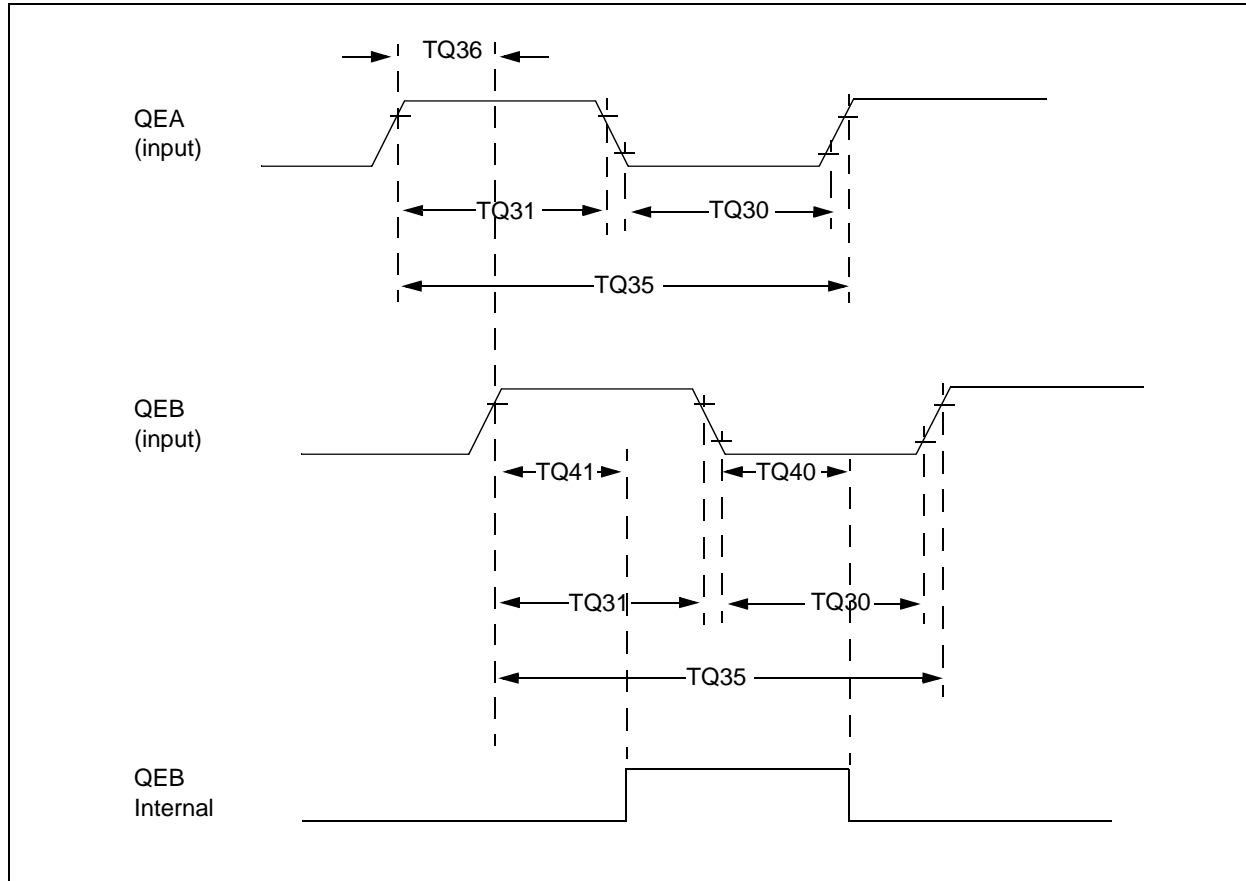 TQ36
QEA
(input)
TQ31
TQ30
TQ35
QEB
(input)
TQ41
TQ40
TQ31
TQ30
TQ35
QEB
Internal